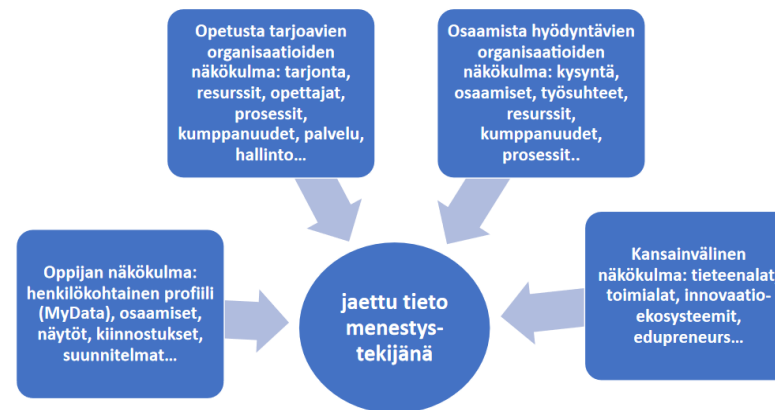 Opetusta tarjoavien
organisaatioiden
näkökulma: tarjonta,
resurssit, opettajat,
prosessit,
kumppanuudet, palvelu,
hallinto…
Osaamista hyödyntävien
organisaatioiden
näkökulma: kysyntä,
osaamiset, työsuhteet,
resurssit,
kumppanuudet,
prosessit..
Oppijan näkökulma:
henkilökohtainen profiili
(MyData), osaamiset,
näytöt, kiinnostukset,
suunnitelmat…
jaettu tieto
menestys-
tekijänä
Kansainvälinen
näkökulma: tieteenalat
toimialat, innovaatio-
ekosysteemit,
edupreneurs…